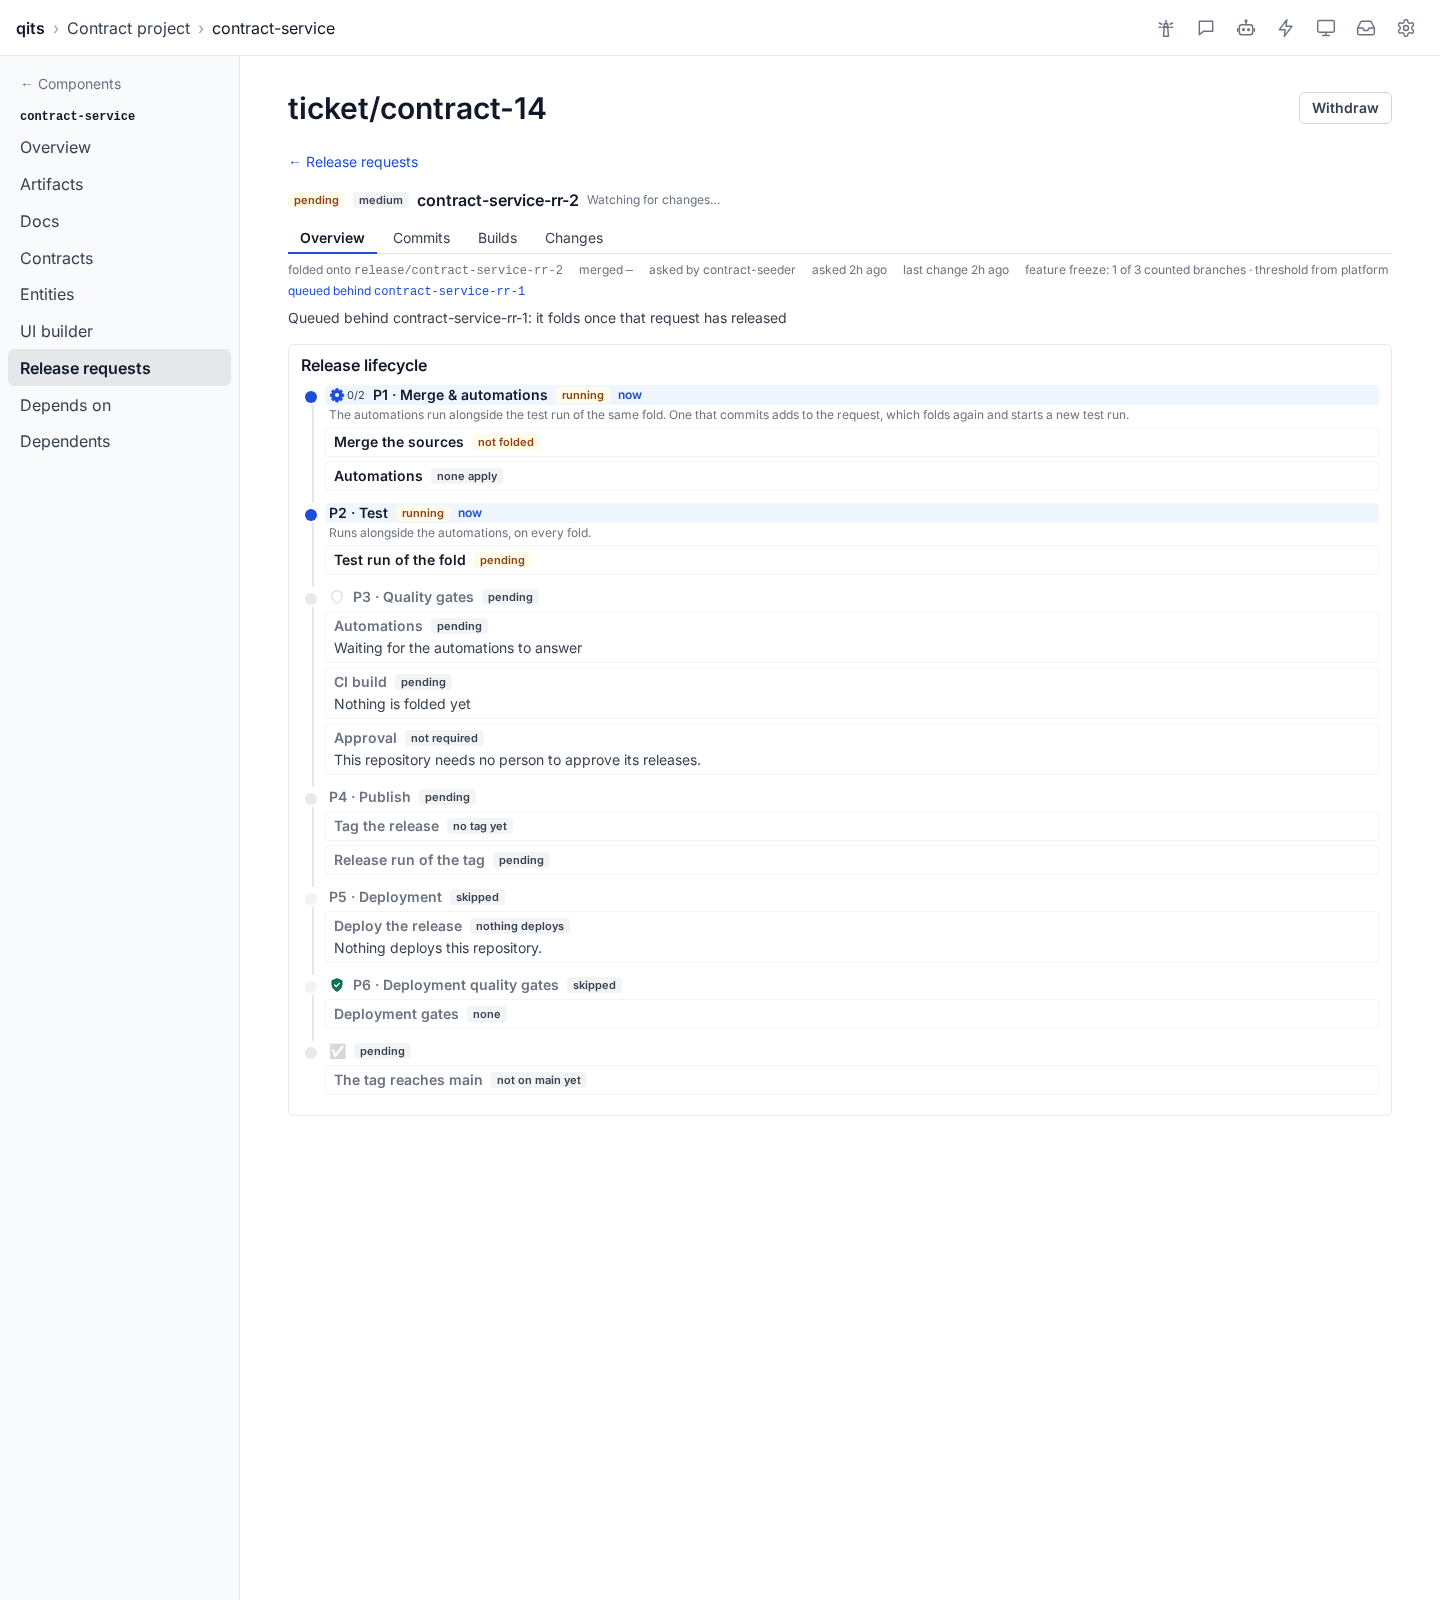 qits › Contract project › contract-service
← Components
contract-service
Overview
Artifacts
Docs
Contracts
Entities
UI builder
Release requests
Depends on
Dependents
ticket/contract-14
Withdraw
← Release requests
pending medium contract-service-rr-2 Watching for changes…
Overview Commits Builds Changes
folded onto release/contract-service-rr-2 merged — asked by contract-seeder asked 2h ago last change 2h ago feature freeze: 1 of 3 counted branches · threshold from platform
queued behind contract-service-rr-1
Queued behind contract-service-rr-1: it folds once that request has released
Release lifecycle
0/2 P1 · Merge & automations running now
The automations run alongside the test run of the same fold. One that commits adds to the request, which folds again and starts a new test run.
Merge the sources not folded
Automations none apply
P2 · Test running now
Runs alongside the automations, on every fold.
Test run of the fold pending
P3 · Quality gates pending
Automations pending
Waiting for the automations to answer
CI build pending
Nothing is folded yet
Approval not required
This repository needs no person to approve its releases.
P4 · Publish pending
Tag the release no tag yet
Release run of the tag pending
P5 · Deployment skipped
Deploy the release nothing deploys
Nothing deploys this repository.
P6 · Deployment quality gates skipped
Deployment gates none
pending
The tag reaches main not on main yet